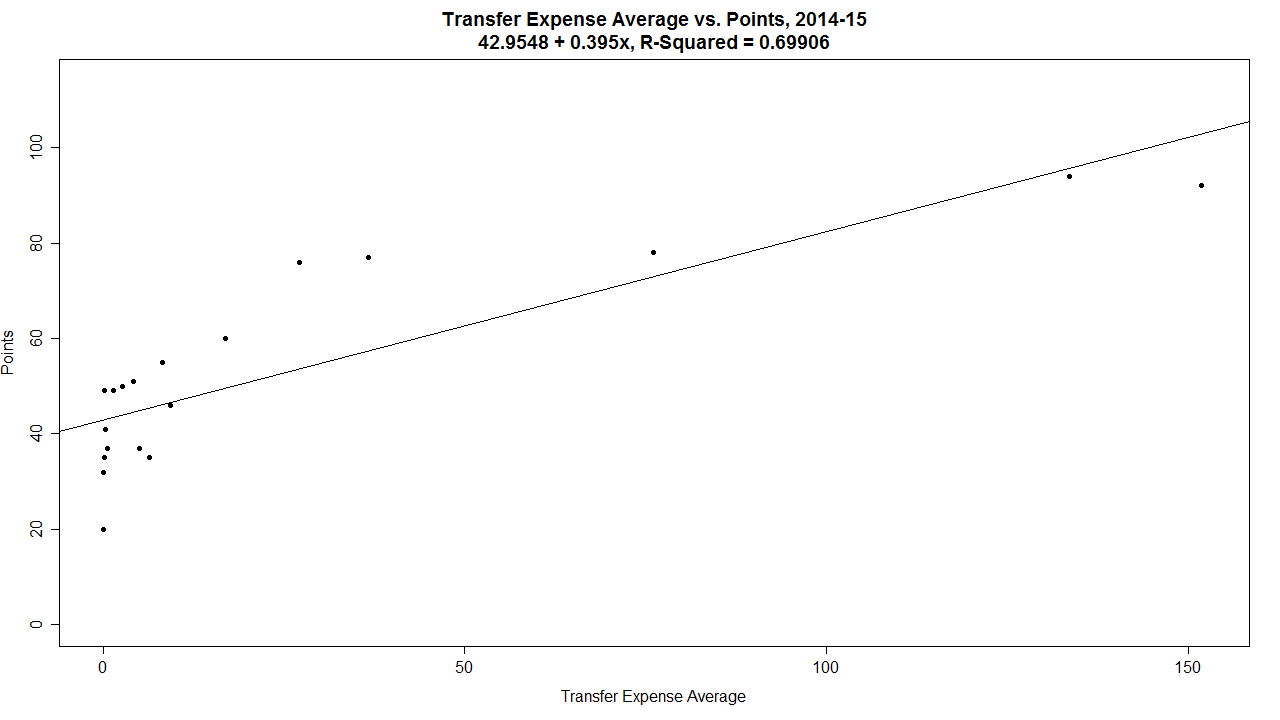 Transfer Expense Average vs. Points, 2014-15
42.9548 + 0.395x, R-Squared = 0.69906
Points
100
80
60
40
20
0
0
50
100
150
Transfer Expense Average